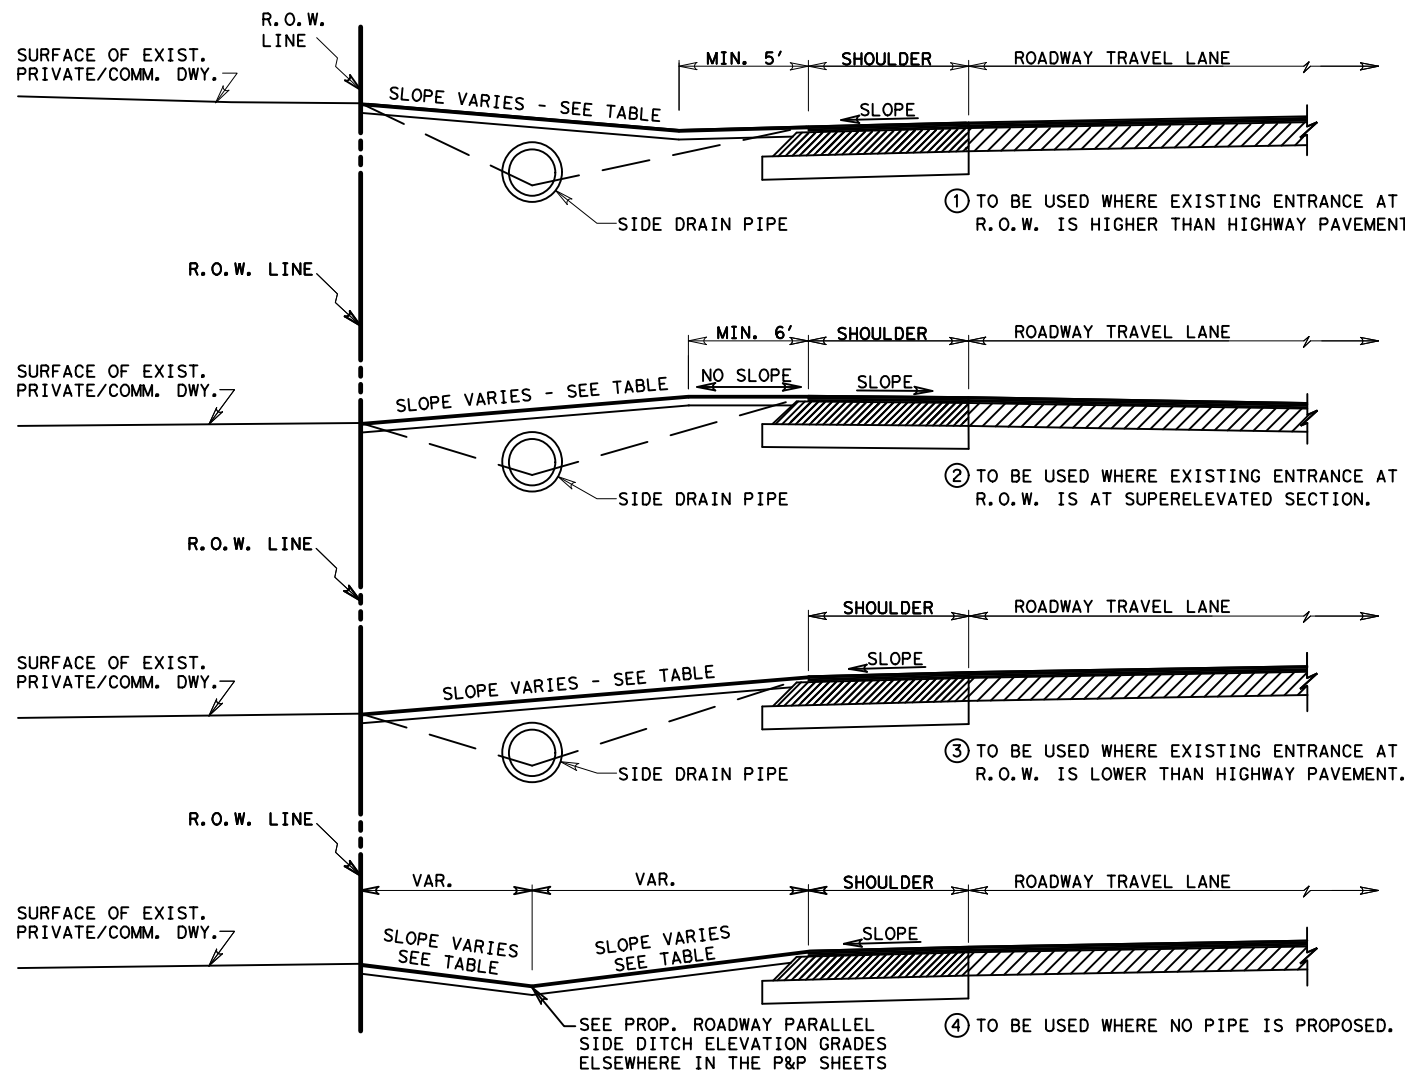 R.O.W.
LINE
SURFACE OF EXIST.
PRIVATE/COMM. DWY.
SLOPE VARIES - SEE TABLE
MIN. 5'
SHOULDER
ROADWAY TRAVEL LANE
SLOPE
SIDE DRAIN PIPE
1 TO BE USED WHERE EXISTING ENTRANCE AT
R.O.W. IS HIGHER THAN HIGHWAY PAVEMENT
R.O.W. LINE
SURFACE OF EXIST.
PRIVATE/COMM. DWY.
SLOPE VARIES - SEE TABLE
MIN. 6'
SHOULDER
ROADWAY TRAVEL LANE
NO SLOPE
SLOPE
SIDE DRAIN PIPE
2 TO BE USED WHERE EXISTING ENTRANCE AT
R.O.W. IS AT SUPERELEVATED SECTION.
R.O.W. LINE
SURFACE OF EXIST.
PRIVATE/COMM. DWY.
SLOPE VARIES - SEE TABLE
SHOULDER
ROADWAY TRAVEL LANE
SLOPE
SIDE DRAIN PIPE
3 TO BE USED WHERE EXISTING ENTRANCE AT
R.O.W. IS LOWER THAN HIGHWAY PAVEMENT.
R.O.W. LINE
SURFACE OF EXIST.
PRIVATE/COMM. DWY.
VAR.
VAR.
SHOULDER
ROADWAY TRAVEL LANE
SLOPE VARIES
SEE TABLE
SLOPE VARIES
SEE TABLE
SLOPE
SEE PROP. ROADWAY PARALLEL
SIDE DITCH ELEVATION GRADES
ELSEWHERE IN THE P&P SHEETS
4 TO BE USED WHERE NO PIPE IS PROPOSED.